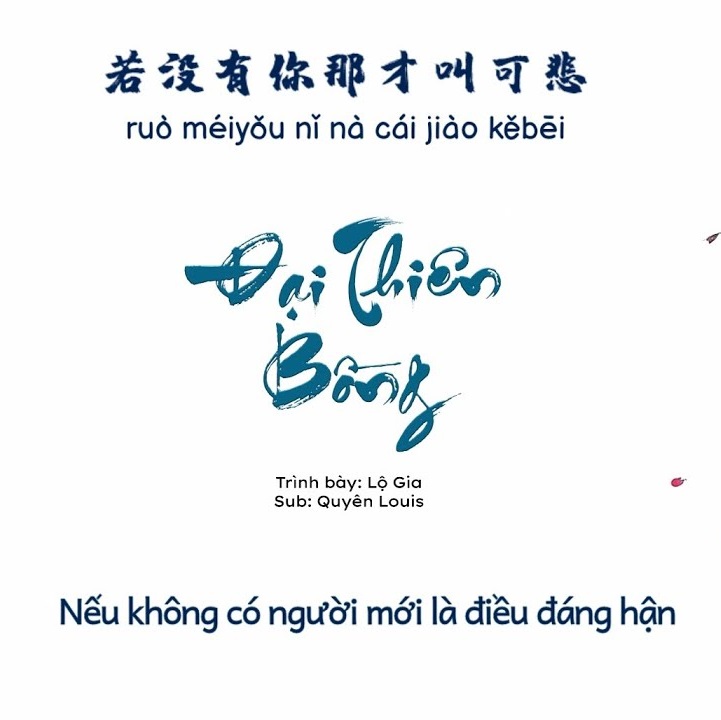 若没有你那才叫可悲
ruò méiyǒu nǐ nà cái jiào kěbēi
Đại Thiên
Bồng
Trình bày: Lộ Gia
Sub: Quyên Louis
Nếu không có người mới là điều đáng hận